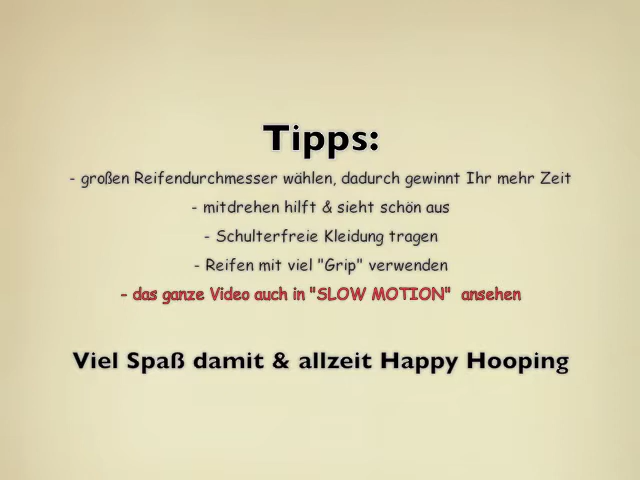 Tipps:
- großen Reifendurchmesser wählen, dadurch gewinnt Ihr mehr Zeit
- mitdrehen hilft & sieht schön aus
- Schulterfreie Kleidung tragen
- Reifen mit viel "Grip" verwenden
- das ganze Video auch in "SLOW MOTION" ansehen
Viel Spaß damit & allzeit Happy Hooping